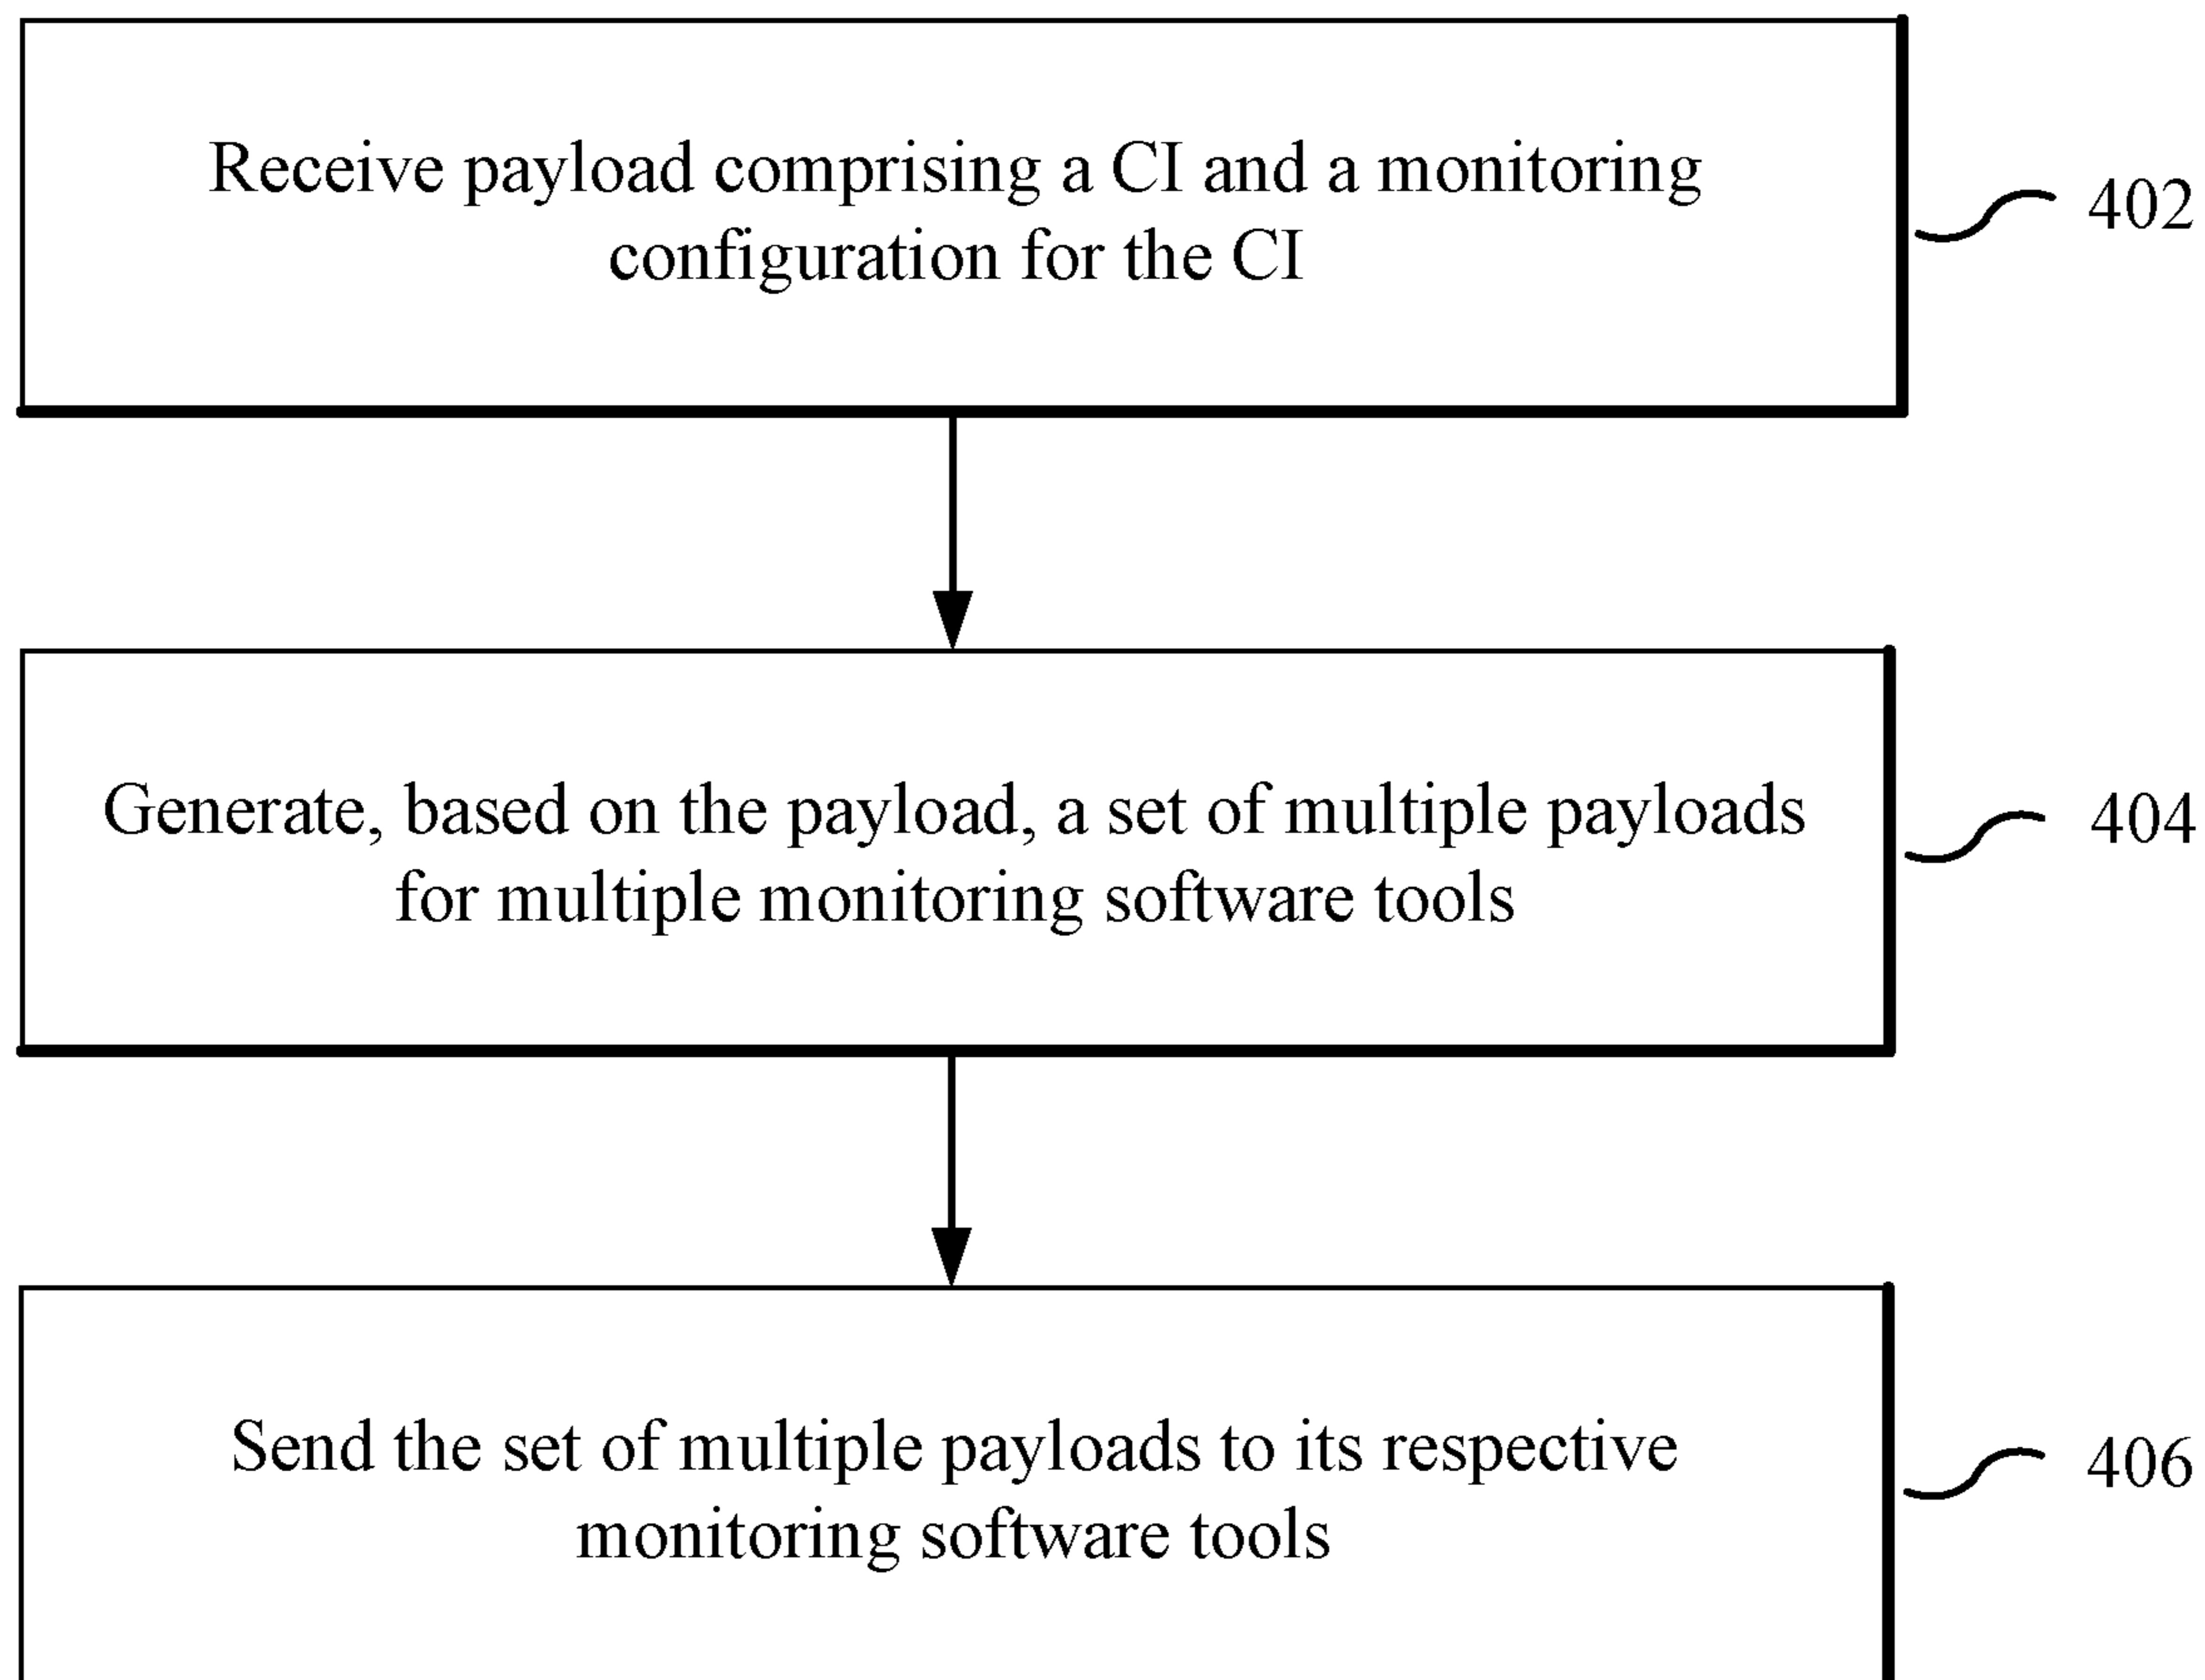 Receive payload comprising a CI and a monitoring
configuration for the CI
402
Generate, based on the payload, a set of multiple payloads
for multiple monitoring software tools
404
Send the set of multiple payloads to its respective
monitoring software tools
406